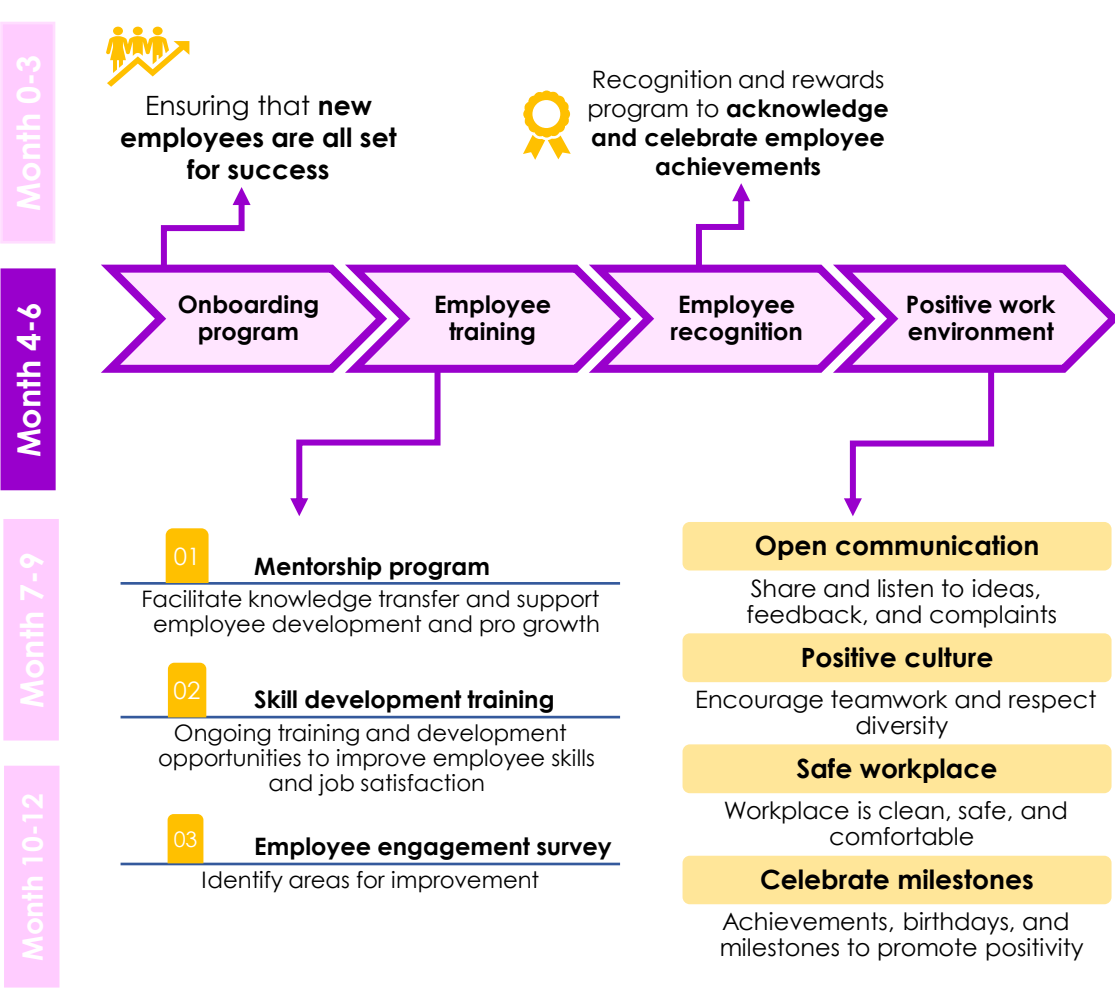 Month 0-3
Month 4-6
Month 7-9
Month 10-12
Ensuring that new
employees are all set
for success
Recognition and rewards
program to acknowledge
and celebrate employee
achievements
Onboarding
program
Employee
training
Employee
recognition
Positive work
environment
01
Mentorship program
Facilitate knowledge transfer and support
employee development and pro growth
02
Skill development training
Ongoing training and development
opportunities to improve employee skills
and job satisfaction
03
Employee engagement survey
Identify areas for improvement
Open communication
Share and listen to ideas,
feedback, and complaints
Positive culture
Encourage teamwork and respect
diversity
Safe workplace
Workplace is clean, safe, and
comfortable
Celebrate milestones
Achievements, birthdays, and
milestones to promote positivity